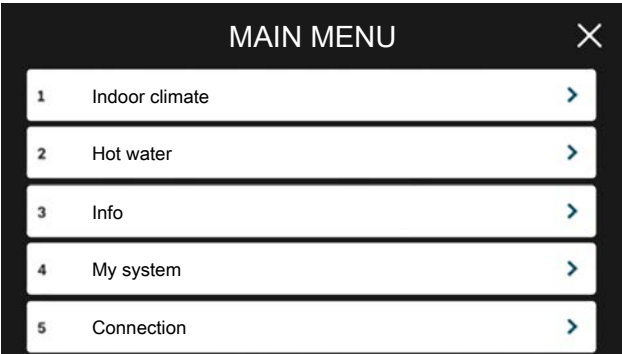 MAIN MENU
1 Indoor climate
2 Hot water
3 Info
4 My system
5 Connection